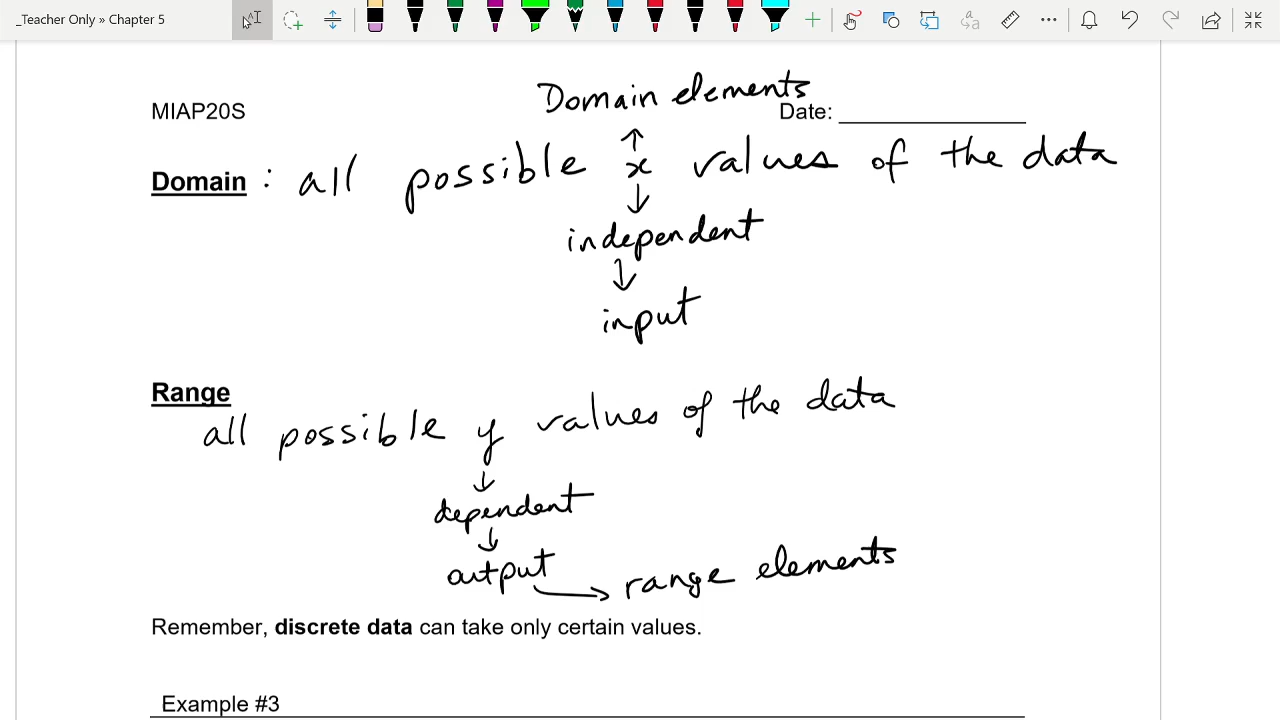 _Teacher Only » Chapter 5
Domain elements
MIAP20S Date:
↑
Domain : all possible x values of the data
↓
independent
↓
input
Range
all possible y values of the data
↓
dependent
↓
output → range elements
Remember, discrete data can take only certain values.
Example #3